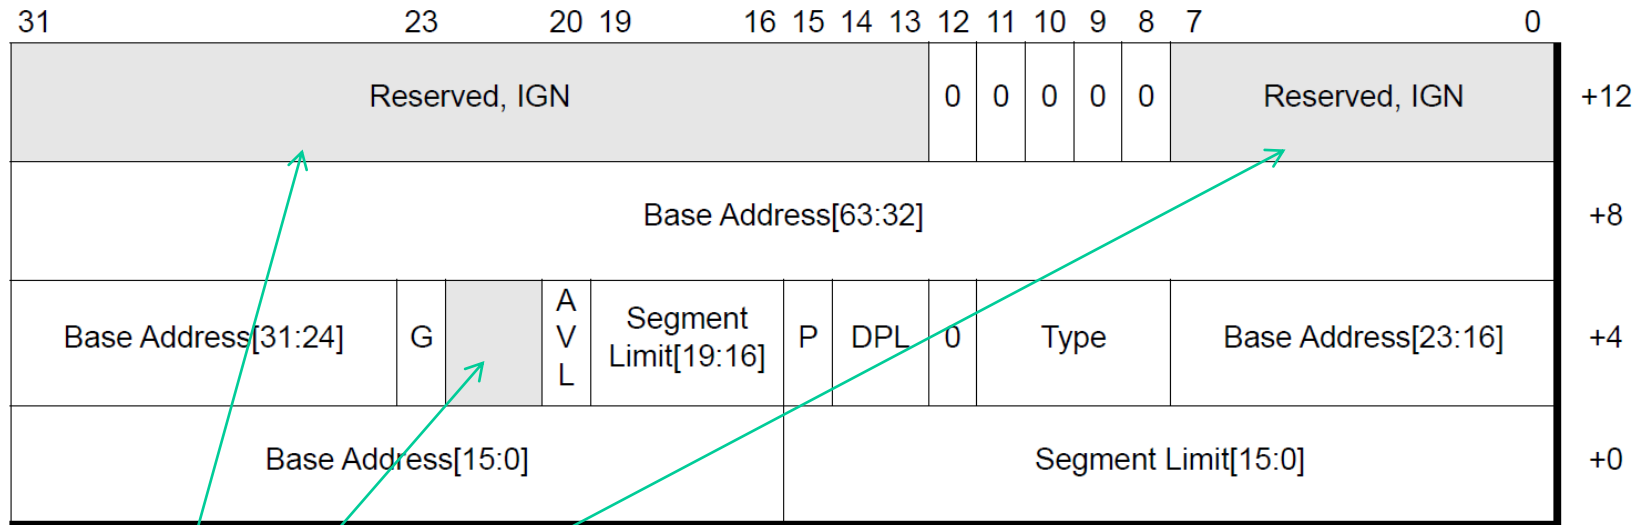 31 23 20 19 16 15 14 13 12 11 10 9 8 7 0
Reserved, IGN 0 0 0 0 0 Reserved, IGN +12
Base Address[63:32] +8
Base Address[31:24] G A V L Segment Limit[19:16] P DPL 0 Type Base Address[23:16] +4
Base Address[15:0] Segment Limit[15:0] +0